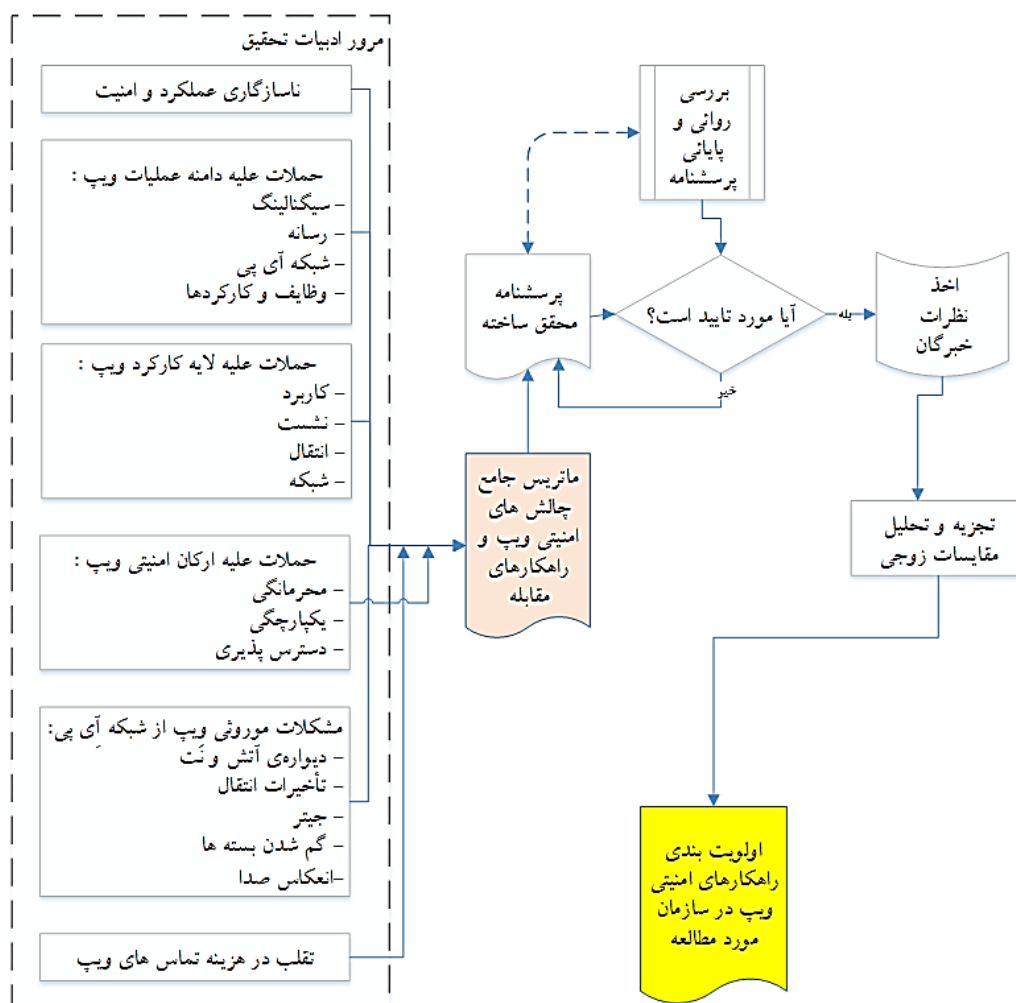 مرور ادبیات تحقیق
ناسازگاری عملکرد و امنیت
حملات علیه دامنه عملیات ویپ :
- سیگنالینگ
- رسانه
- شبکه آی پی
- وظایف و کارکردها
حملات علیه لایه کارکرد ویپ :
- کاربرد
- نشست
- انتقال
- شبکه
حملات علیه ارکان امنیتی ویپ :
- محرمانگی
- یکپارچگی
- دسترس پذیری
مشکلات موروثی ویپ از شبکه آیِ پی:
- دیواره‌ی آتش و نَت
- تأخیرات انتقال
- جیتر
- گم شدن بسته ها
-انعکاس صدا
تقلب در هزینه تماس های ویپ
ماتریس جامع
چالش های
امنیتی ویپ و
راهکارهای
مقابله
پرسشنامه
محقق ساخته
بررسی
روائی و
پایائی
پرسشنامه
آیا مورد تایید است؟
بله
خیر
اخذ
نظرات
خبرگان
تجزیه و تحلیل
مقایسات زوجی
اولویت بندی
راهکارهای امنیتی
ویپ در سازمان
مورد مطالعه